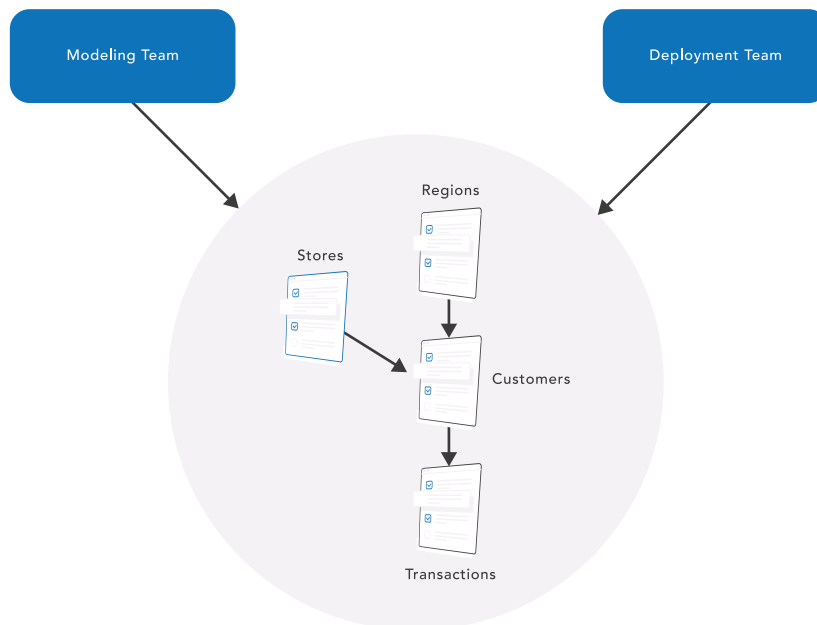 Modeling Team
Deployment Team
Regions
Stores
Customers
Transactions